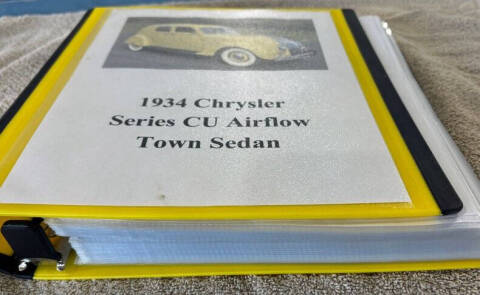 1934 Chrysler
Series CU Airflow
Town Sedan